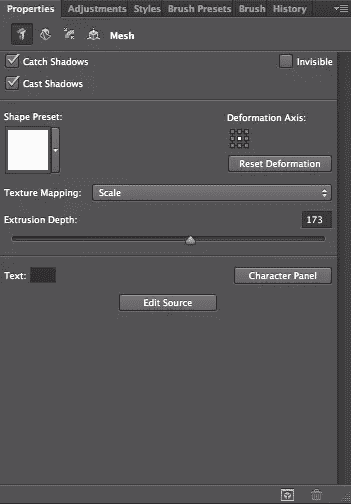 Properties Adjustments Styles Brush Presets Brush History
Mesh
Catch Shadows Invisible
Cast Shadows
Shape Preset: Deformation Axis:
Reset Deformation
Texture Mapping: Scale
Extrusion Depth: 173
Text: Character Panel
Edit Source